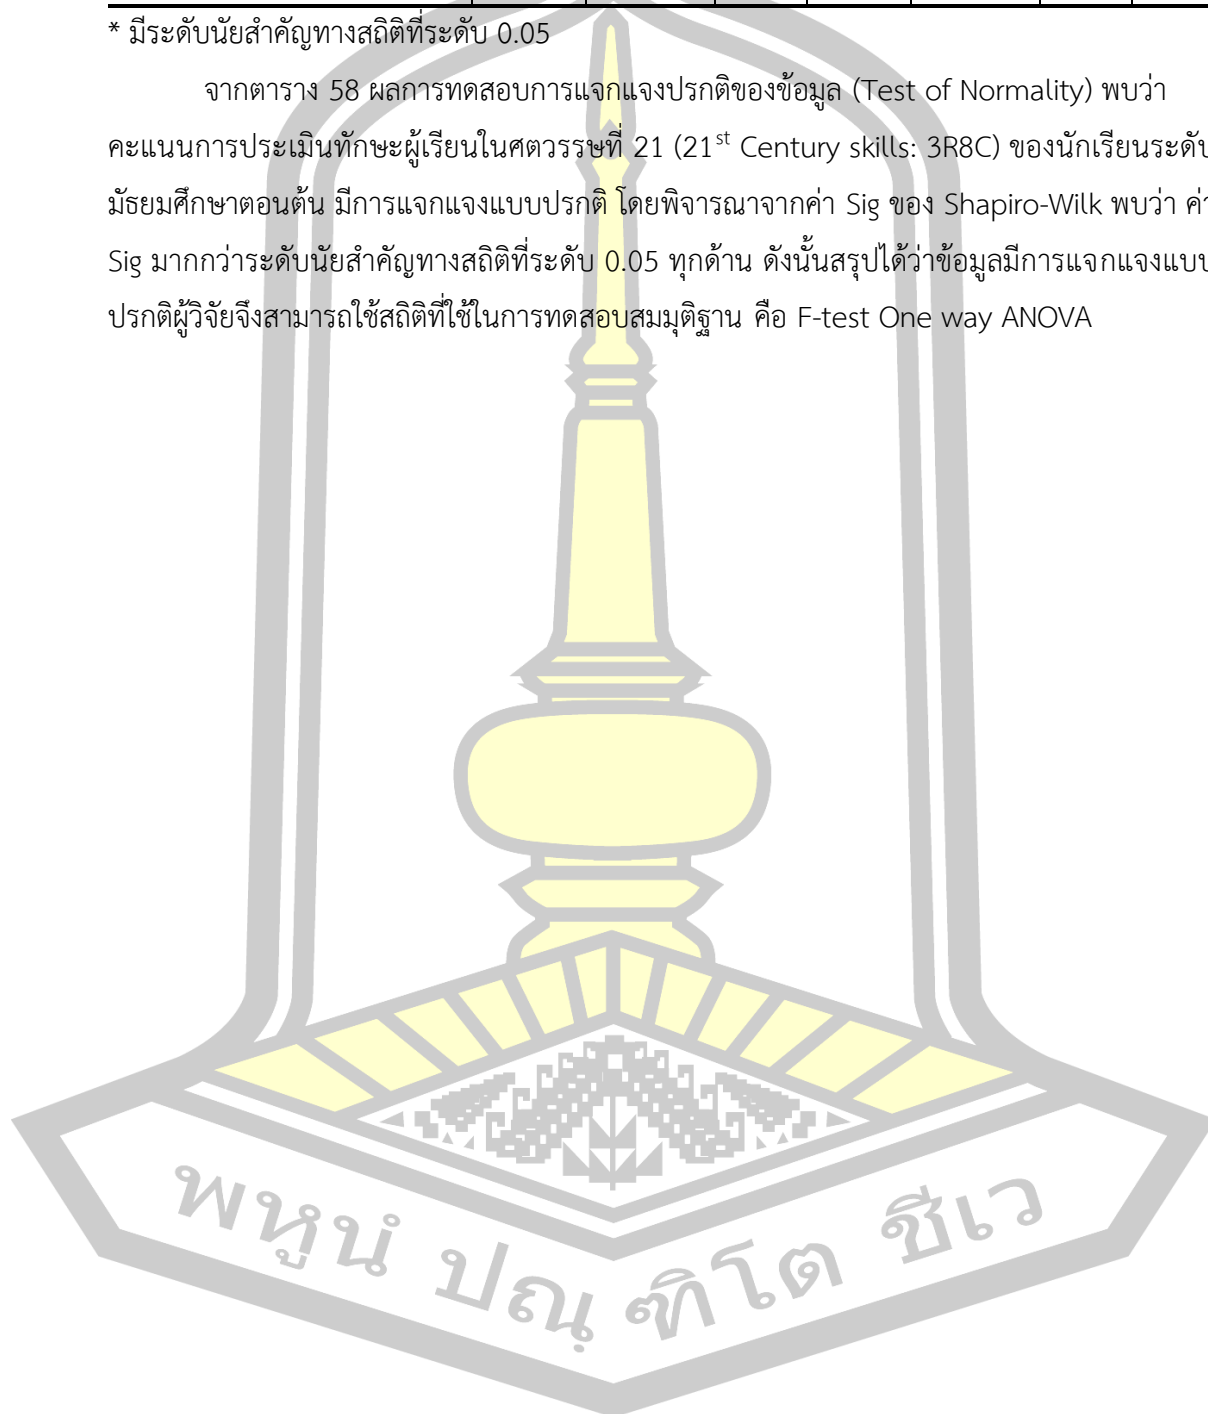 * มีระดับนัยสำคัญทางสถิติที่ระดับ 0.05
จากตาราง 58 ผลการทดสอบการแจกแจงปรกติของข้อมูล (Test of Normality) พบว่า
คะแนนการประเมินทักษะผู้เรียนในศตวรรษที่ 21 (21st Century skills: 3R8C) ของนักเรียนระดับ
มัธยมศึกษาตอนต้น มีการแจกแจงแบบปรกติ โดยพิจารณาจากค่า Sig ของ Shapiro-Wilk พบว่า ค่า
Sig มากกว่าระดับนัยสำคัญทางสถิติที่ระดับ 0.05 ทุกด้าน ดังนั้นสรุปได้ว่าข้อมูลมีการแจกแจงแบบ
ปรกติผู้วิจัยจึงสามารถใช้สถิติที่ใช้ในการทดสอบสมมุติฐาน คือ F-test One way ANOVA
พหูนํ ปณฺฑิโต ชีเว